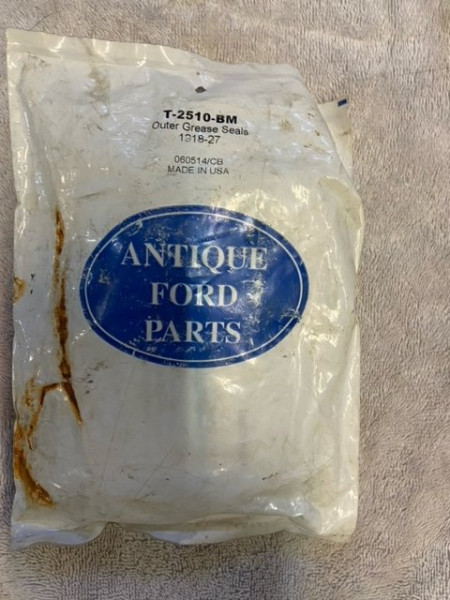 T-2510-BM
Outer Grease Seals
1918-27
060514/CB
MADE IN USA
ANTIQUE
FORD
PARTS